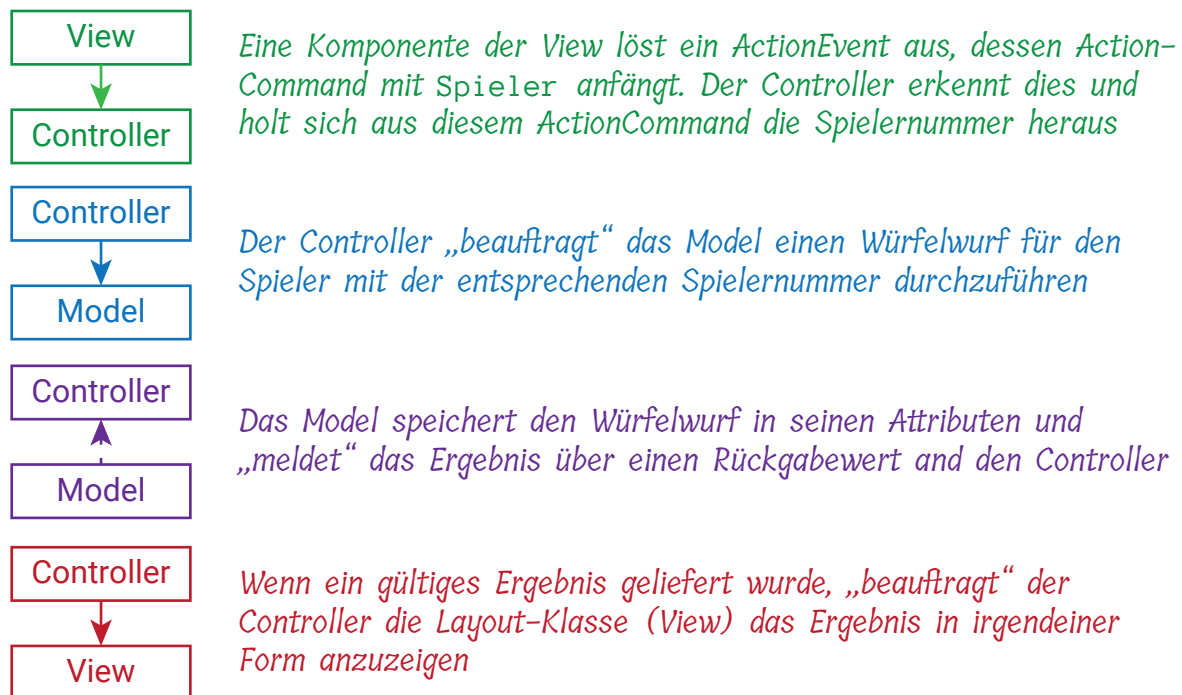 View
Eine Komponente der View löst ein ActionEvent aus, dessen Action-
Command mit Spieler anfängt. Der Controller erkennt dies und
holt sich aus diesem ActionCommand die Spielernummer heraus
Controller
Controller
Der Controller „beauftragt“ das Model einen Würfelwurf für den
Spieler mit der entsprechenden Spielernummer durchzuführen
Model
Controller
Das Model speichert den Würfelwurf in seinen Attributen und
„meldet“ das Ergebnis über einen Rückgabewert and den Controller
Model
Controller
Wenn ein gültiges Ergebnis geliefert wurde, „beauftragt“ der
Controller die Layout-Klasse (View) das Ergebnis in irgendeiner
Form anzuzeigen
View